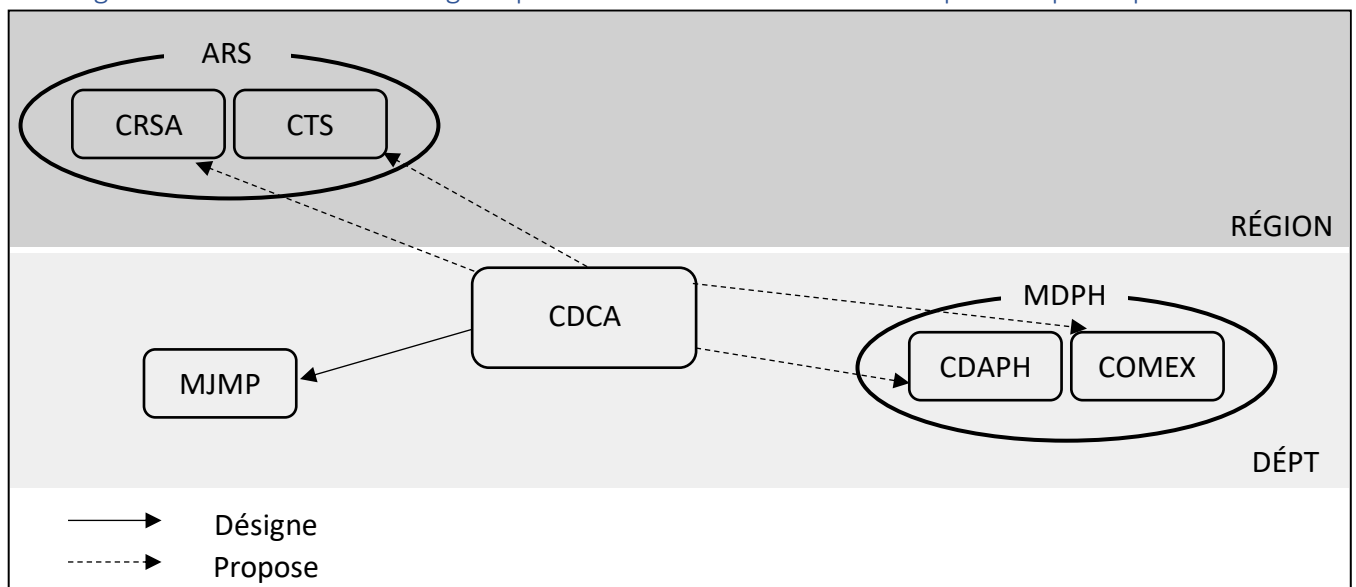 ARS
CRSA
CTS
RÉGION
CDCA
MDPH
MJMP
CDAPH
COMEX
DÉPT
Désigne
Propose